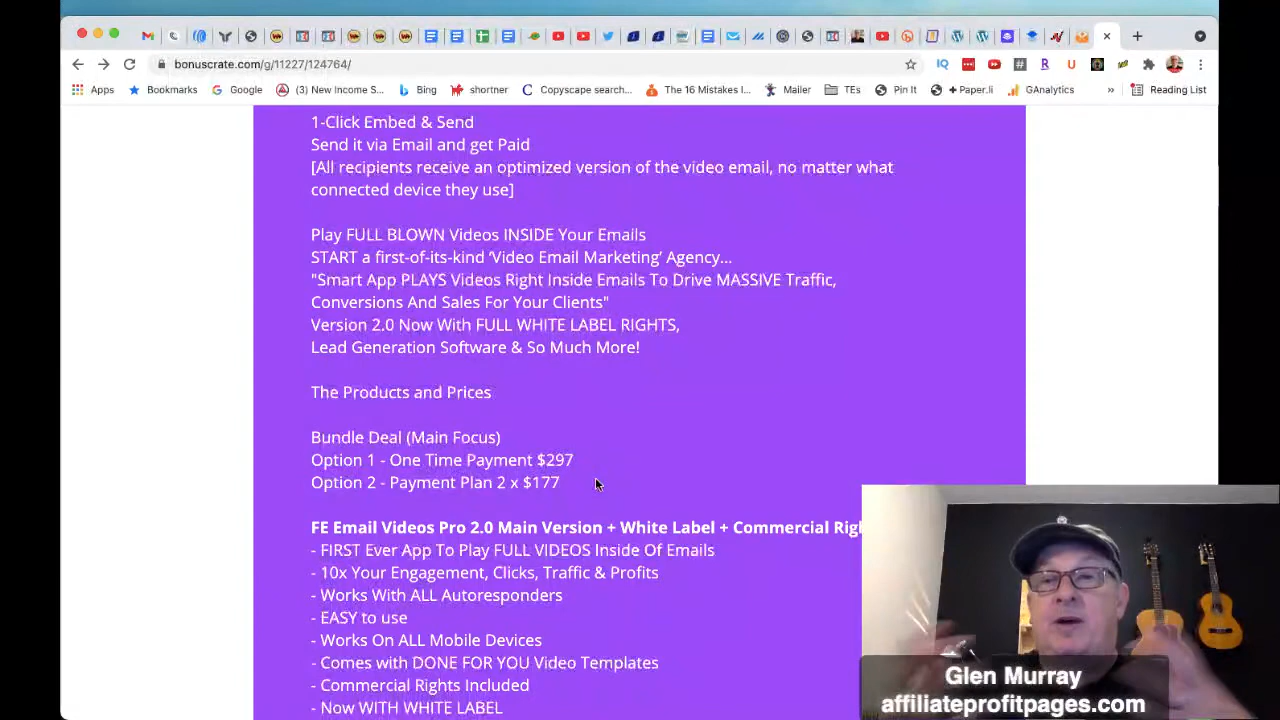 bonuscrate.com/g/11227/124764/
Apps
Bookmarks
Google
(3) New Income S...
Bing
shortner
Copyscape search...
The 16 Mistakes I...
Mailer
TEs
Pin It
+ Paper.li
GAnalytics
»
Reading List
1-Click Embed & Send
Send it via Email and get Paid
[All recipients receive an optimized version of the video email, no matter what
connected device they use]
Play FULL BLOWN Videos INSIDE Your Emails
START a first-of-its-kind ‘Video Email Marketing’ Agency...
"Smart App PLAYS Videos Right Inside Emails To Drive MASSIVE Traffic,
Conversions And Sales For Your Clients"
Version 2.0 Now With FULL WHITE LABEL RIGHTS,
Lead Generation Software & So Much More!
The Products and Prices
Bundle Deal (Main Focus)
Option 1 - One Time Payment $297
Option 2 - Payment Plan 2 x $177
FE Email Videos Pro 2.0 Main Version + White Label + Commercial Righ
- FIRST Ever App To Play FULL VIDEOS Inside Of Emails
- 10x Your Engagement, Clicks, Traffic & Profits
- Works With ALL Autoresponders
- EASY to use
- Works On ALL Mobile Devices
- Comes with DONE FOR YOU Video Templates
- Commercial Rights Included
- Now WITH WHITE LABEL
Glen Murray
affiliateprofitpages.com